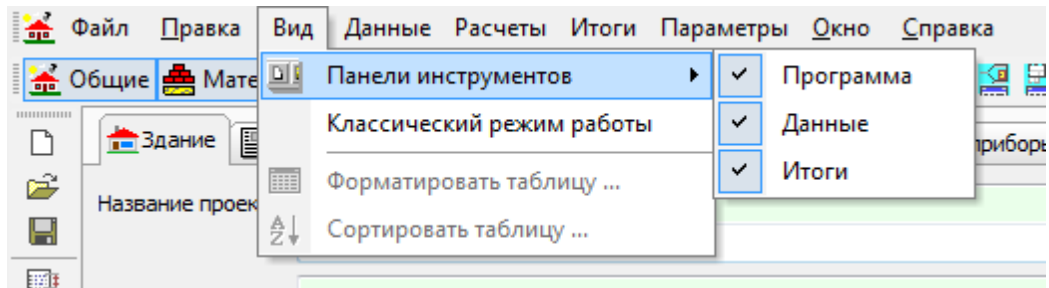 Файл Правка Вид Данные Расчеты Итоги Параметры Окно Справка
Общие Мате Панели инструментов Программа
Здание Классический режим работы Данные приборы
Форматировать таблицу ... Итоги
Название проек
Сортировать таблицу ...